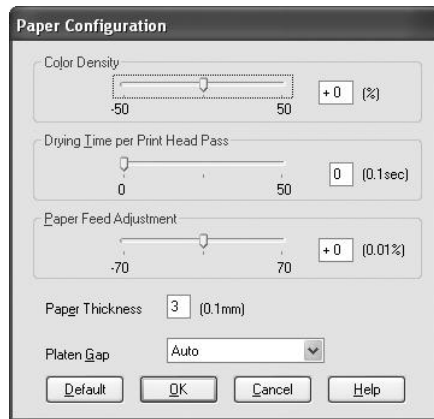 Paper Configuration
Color Density
-50 50
+ 0 (%)
Drying Time per Print Head Pass
0 50
0 (0.1sec)
Paper Feed Adjustment
-70 70
+ 0 (0.01%)
Paper Thickness 3 (0.1mm)
Platen Gap Auto
Default OK Cancel Help